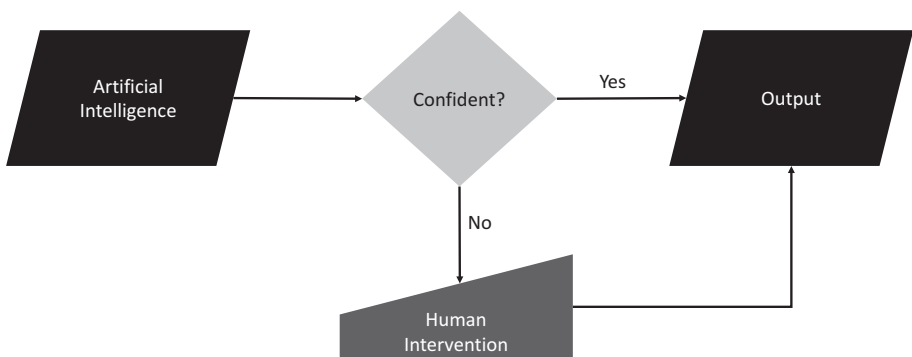 Artificial
Intelligence
Confident?
Yes
Output
No
Human
Intervention